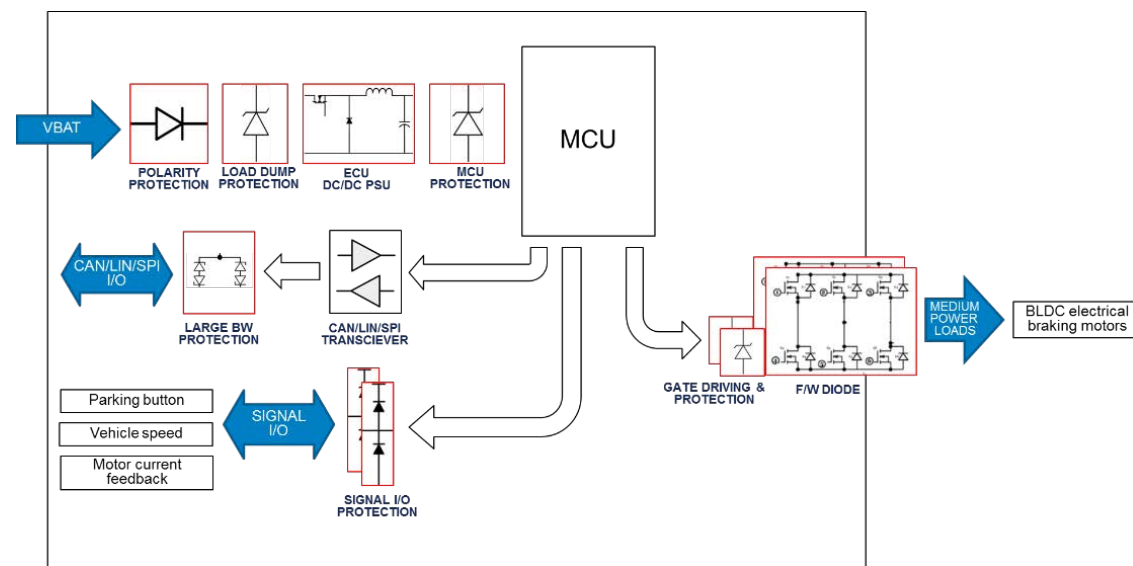 MCU
VBAT
POLARITY
PROTECTION
LOAD DUMP
PROTECTION
ECU
DC/DC PSU
MCU
PROTECTION
CAN/LIN/SPI
I/O
LARGE BW
PROTECTION
CAN/LIN/SPI
TRANSCIEVER
MEDIUM
POWER
LOADS
BLDC electrical
braking motors
GATE DRIVING &
PROTECTION
F/W DIODE
Parking button
Vehicle speed
Motor current
feedback
SIGNAL
I/O
SIGNAL I/O
PROTECTION